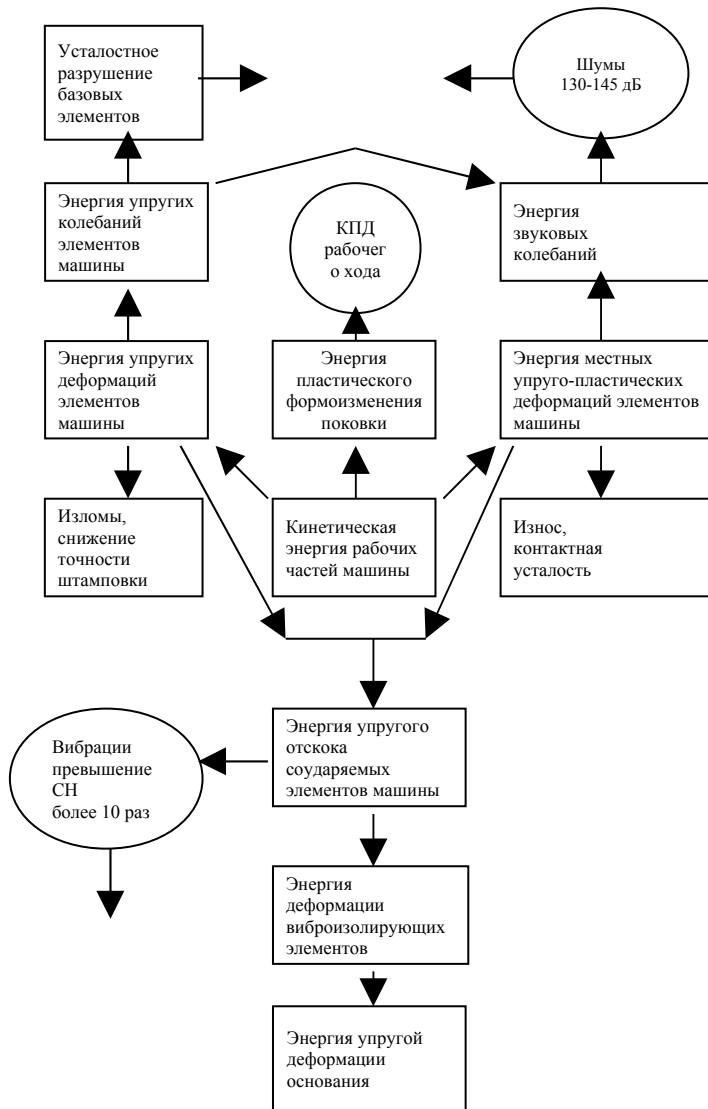 Усталостное
разрушение
базовых
элементов
Шумы
130-145 дБ
Энергия упругих
колебаний
элементов
машины
КПД
рабочег
о хода
Энергия
звуковых
колебаний
Энергия упругих
деформаций
элементов
машины
Энергия
пластического
формоизменения
поковки
Энергия местных
упруго-пластических
деформаций элементов
машины
Изломы,
снижение
точности
штамповки
Кинетическая
энергия рабочих
частей машины
Износ,
контактная
усталость
Вибрации
превышение
СН
более 10 раз
Энергия упругого
отскока
соударяемых
элементов машины
Энергия
деформации
виброизолирующих
элементов
Энергия упругой
деформации
основания